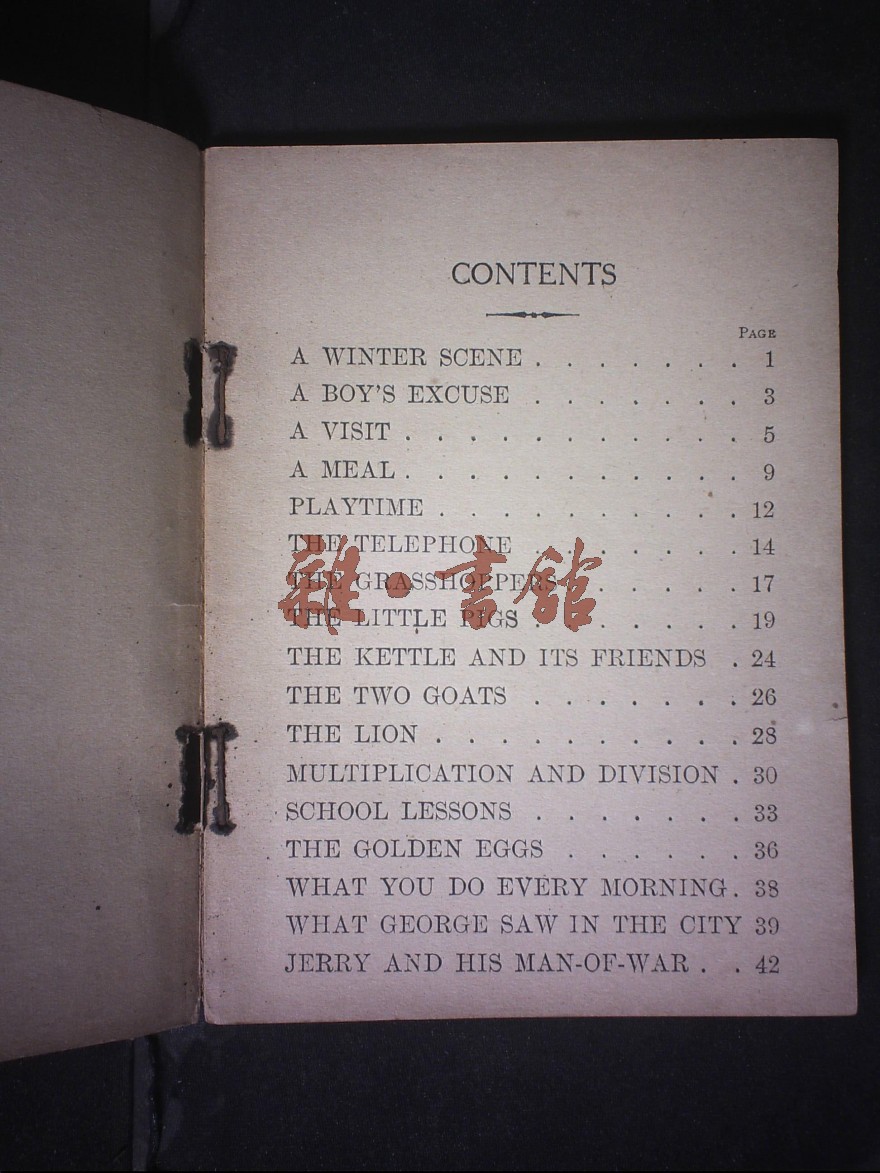 CONTENTS
PAGE
A WINTER SCENE . . . . . . . 1
A BOY'S EXCUSE . . . . . . . 3
A VISIT . . . . . . . . . . . 5
A MEAL . . . . . . . . . . . 9
PLAYTIME . . . . . . . . . . 12
THE TELEPHONE . . . . . . . 14
THE GRASSHOPPERS . . . . . 17
THE LITTLE PIGS . . . . . . . 19
雜·書館
THE KETTLE AND ITS FRIENDS . 24
THE TWO GOATS . . . . . . . 26
THE LION . . . . . . . . . . 28
MULTIPLICATION AND DIVISION . 30
SCHOOL LESSONS . . . . . . . 33
THE GOLDEN EGGS . . . . . . 36
WHAT YOU DO EVERY MORNING . 38
WHAT GEORGE SAW IN THE CITY 39
JERRY AND HIS MAN-OF-WAR . . 42